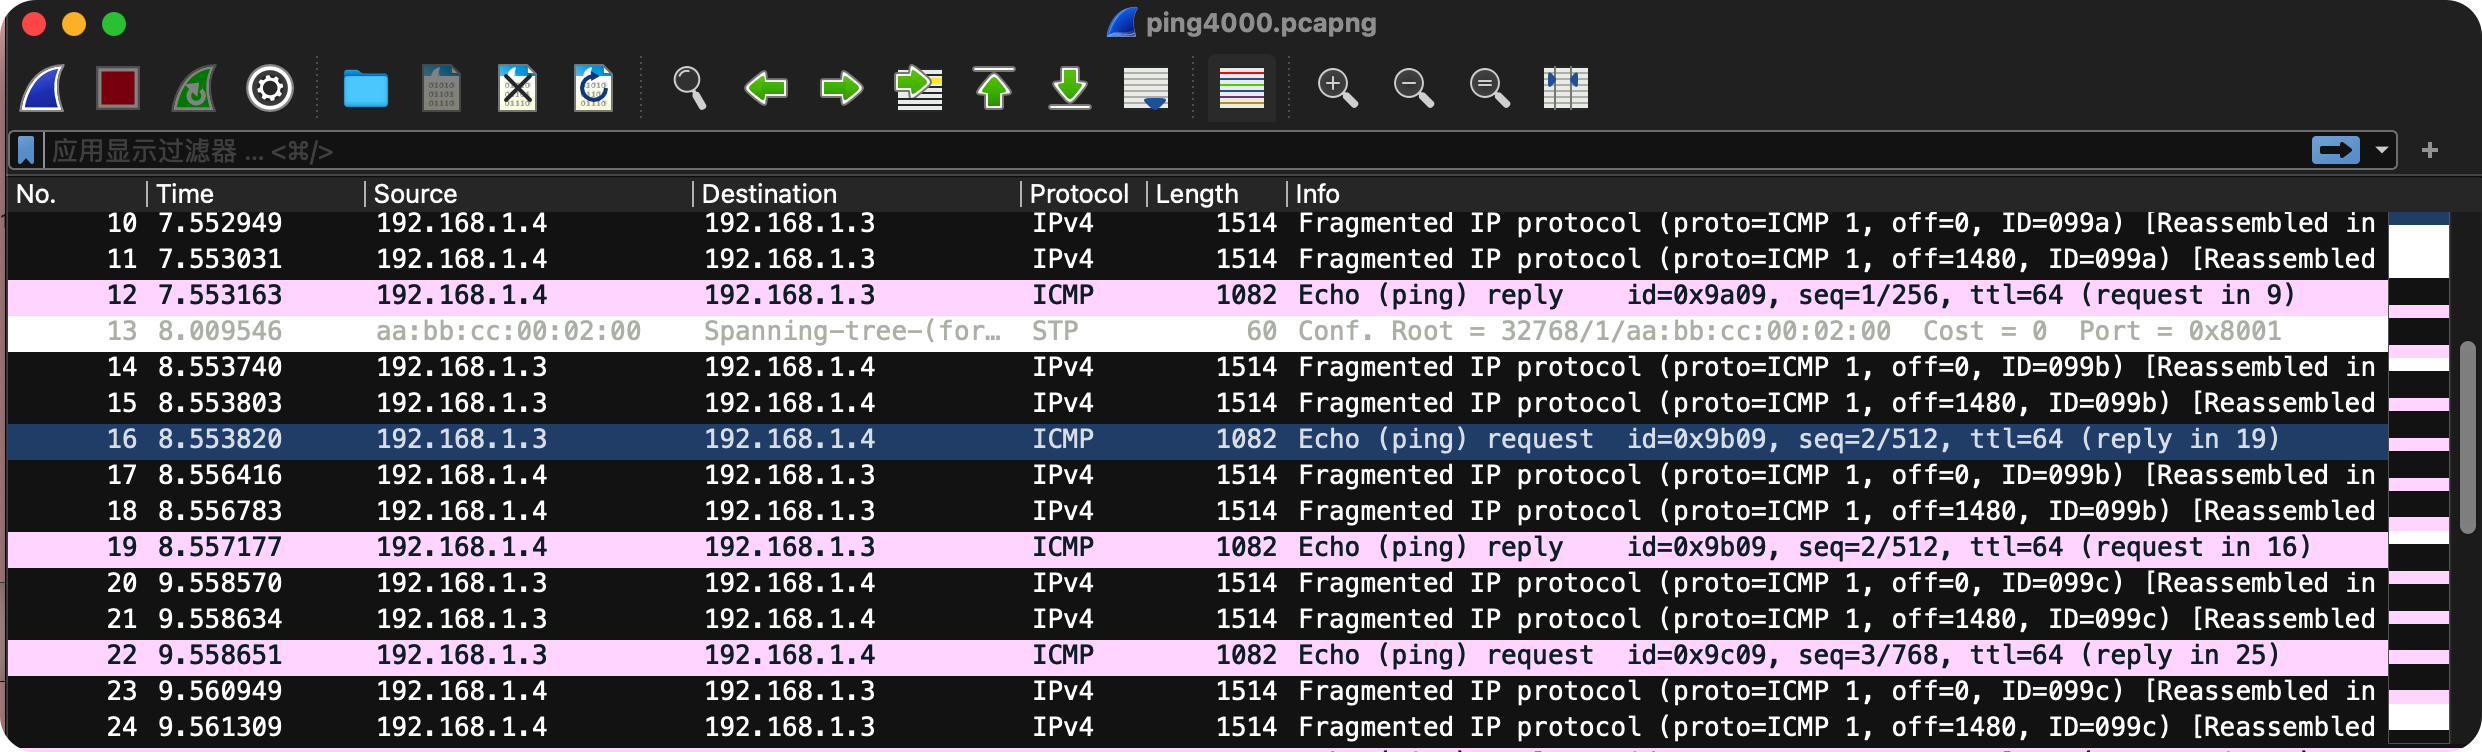 ping4000.pcapng
应用显示过滤器 ... <⌘/>
No. Time Source Destination Protocol Length Info
10 7.552949 192.168.1.4 192.168.1.3 IPv4 1514 Fragmented IP protocol (proto=ICMP 1, off=0, ID=099a) [Reassembled in
11 7.553031 192.168.1.4 192.168.1.3 IPv4 1514 Fragmented IP protocol (proto=ICMP 1, off=1480, ID=099a) [Reassembled
12 7.553163 192.168.1.4 192.168.1.3 ICMP 1082 Echo (ping) reply id=0x9a09, seq=1/256, ttl=64 (request in 9)
13 8.009546 aa:bb:cc:00:02:00 Spanning-tree-(for… STP 60 Conf. Root = 32768/1/aa:bb:cc:00:02:00 Cost = 0 Port = 0x8001
14 8.553740 192.168.1.3 192.168.1.4 IPv4 1514 Fragmented IP protocol (proto=ICMP 1, off=0, ID=099b) [Reassembled in
15 8.553803 192.168.1.3 192.168.1.4 IPv4 1514 Fragmented IP protocol (proto=ICMP 1, off=1480, ID=099b) [Reassembled
16 8.553820 192.168.1.3 192.168.1.4 ICMP 1082 Echo (ping) request id=0x9b09, seq=2/512, ttl=64 (reply in 19)
17 8.556416 192.168.1.4 192.168.1.3 IPv4 1514 Fragmented IP protocol (proto=ICMP 1, off=0, ID=099b) [Reassembled in
18 8.556783 192.168.1.4 192.168.1.3 IPv4 1514 Fragmented IP protocol (proto=ICMP 1, off=1480, ID=099b) [Reassembled
19 8.557177 192.168.1.4 192.168.1.3 ICMP 1082 Echo (ping) reply id=0x9b09, seq=2/512, ttl=64 (request in 16)
20 9.558570 192.168.1.3 192.168.1.4 IPv4 1514 Fragmented IP protocol (proto=ICMP 1, off=0, ID=099c) [Reassembled in
21 9.558634 192.168.1.3 192.168.1.4 IPv4 1514 Fragmented IP protocol (proto=ICMP 1, off=1480, ID=099c) [Reassembled
22 9.558651 192.168.1.3 192.168.1.4 ICMP 1082 Echo (ping) request id=0x9c09, seq=3/768, ttl=64 (reply in 25)
23 9.560949 192.168.1.4 192.168.1.3 IPv4 1514 Fragmented IP protocol (proto=ICMP 1, off=0, ID=099c) [Reassembled in
24 9.561309 192.168.1.4 192.168.1.3 IPv4 1514 Fragmented IP protocol (proto=ICMP 1, off=1480, ID=099c) [Reassembled